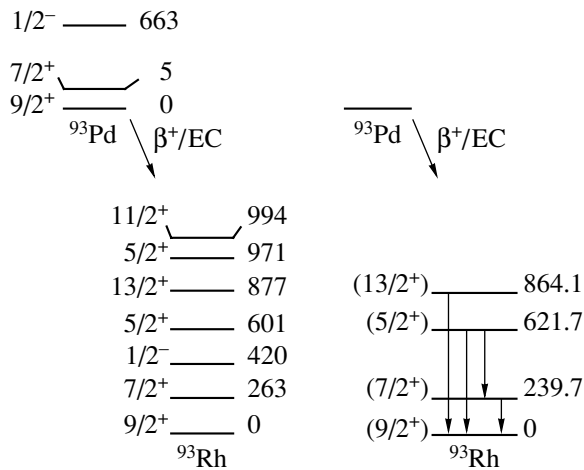 1/2⁻ 663
7/2⁺ 5
9/2⁺ 0
⁹³Pd
β⁺/EC
11/2⁺ 994
5/2⁺ 971
13/2⁺ 877
5/2⁺ 601
1/2⁻ 420
7/2⁺ 263
9/2⁺ 0
⁹³Rh
⁹³Pd
β⁺/EC
(13/2⁺) 864.1
(5/2⁺) 621.7
(7/2⁺) 239.7
(9/2⁺) 0
⁹³Rh